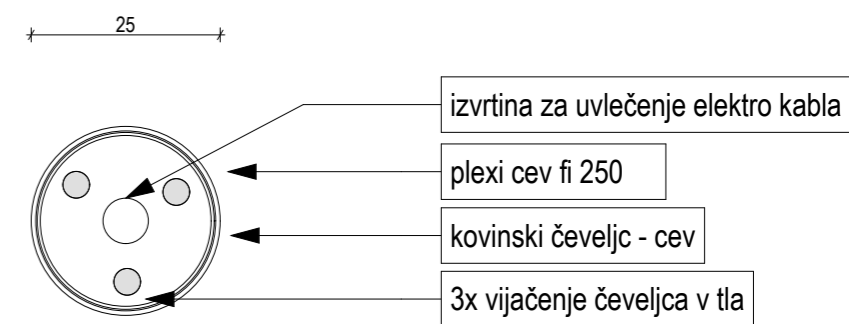 25
izvrtina za uvlečenje elektro kabla
plexi cev fi 250
kovinski čeveljc - cev
3x vijačenje čeveljca v tla